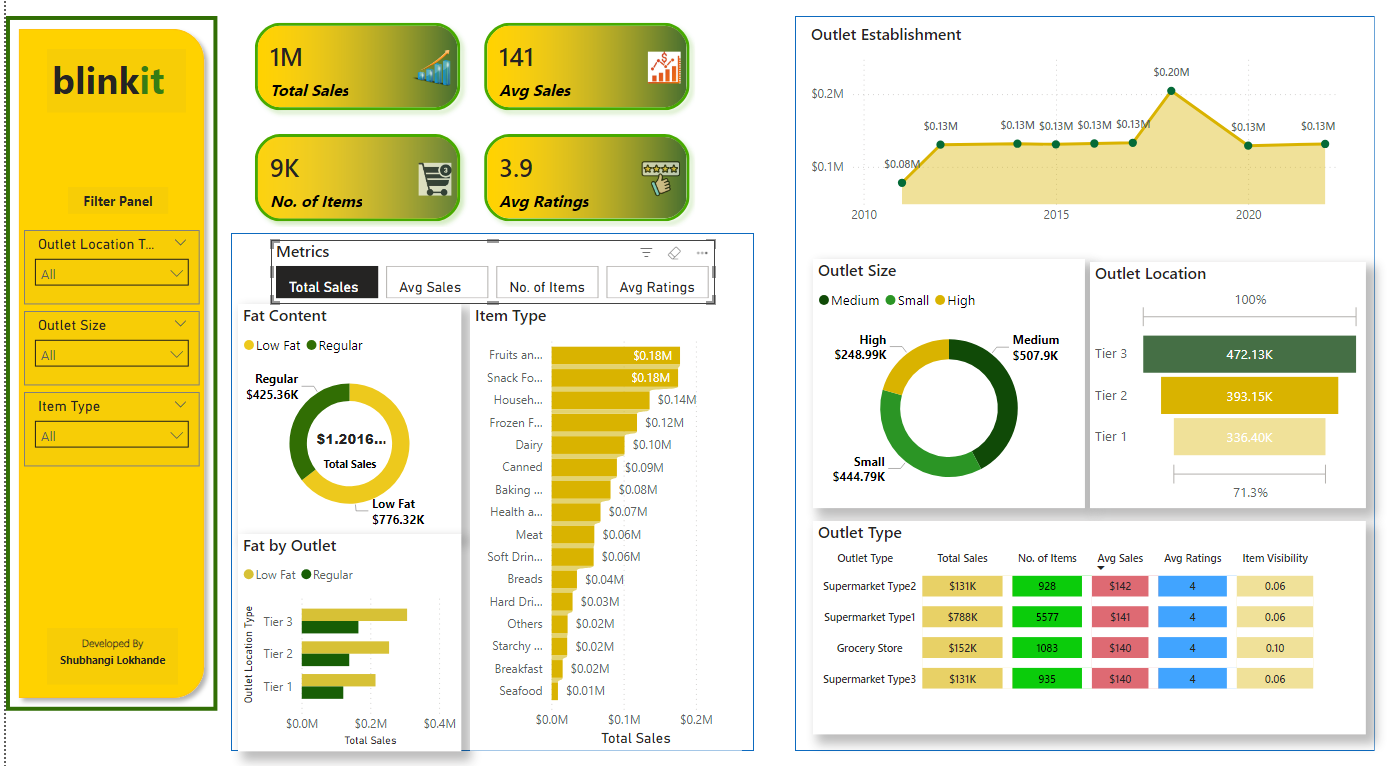 blinkit
Filter Panel
Outlet Location T...
All
Outlet Size
All
Item Type
All
Developed By
Shubhangi Lokhande
1M
Total Sales
141
Avg Sales
9K
No. of Items
3
3.9
Avg Ratings
Metrics
Total Sales
Avg Sales
No. of Items
Avg Ratings
Fat Content
Low Fat Regular
Regular
$425.36K
$1.2016...
Total Sales
Low Fat
$776.32K
Fat by Outlet
Low Fat Regular
Outlet Location Type
Tier 3
Tier 2
Tier 1
$0.0M $0.2M $0.4M
Total Sales
Item Type
Fruits an... $0.18M
Snack Fo... $0.18M
Househ... $0.14M
Frozen F... $0.12M
Dairy $0.10M
Canned $0.09M
Baking ... $0.08M
Health a... $0.07M
Meat $0.06M
Soft Drin... $0.06M
Breads $0.04M
Hard Dri... $0.03M
Others $0.02M
Starchy ... $0.02M
Breakfast $0.02M
Seafood $0.01M
$0.0M $0.1M $0.2M
Total Sales
Outlet Establishment
$0.2M
$0.1M
$0.08M
$0.13M
$0.13M
$0.13M
$0.13M
$0.13M
$0.20M
$0.13M
$0.13M
2010 2015 2020
Outlet Size
Medium Small High
High
$248.99K
Medium
$507.9K
Small
$444.79K
Outlet Location
100%
Tier 3 472.13K
Tier 2 393.15K
Tier 1 336.40K
71.3%
Outlet Type
Outlet Type Total Sales No. of Items Avg Sales Avg Ratings Item Visibility
Supermarket Type2 $131K 928 $142 4 0.06
Supermarket Type1 $788K 5577 $141 4 0.06
Grocery Store $152K 1083 $140 4 0.10
Supermarket Type3 $131K 935 $140 4 0.06